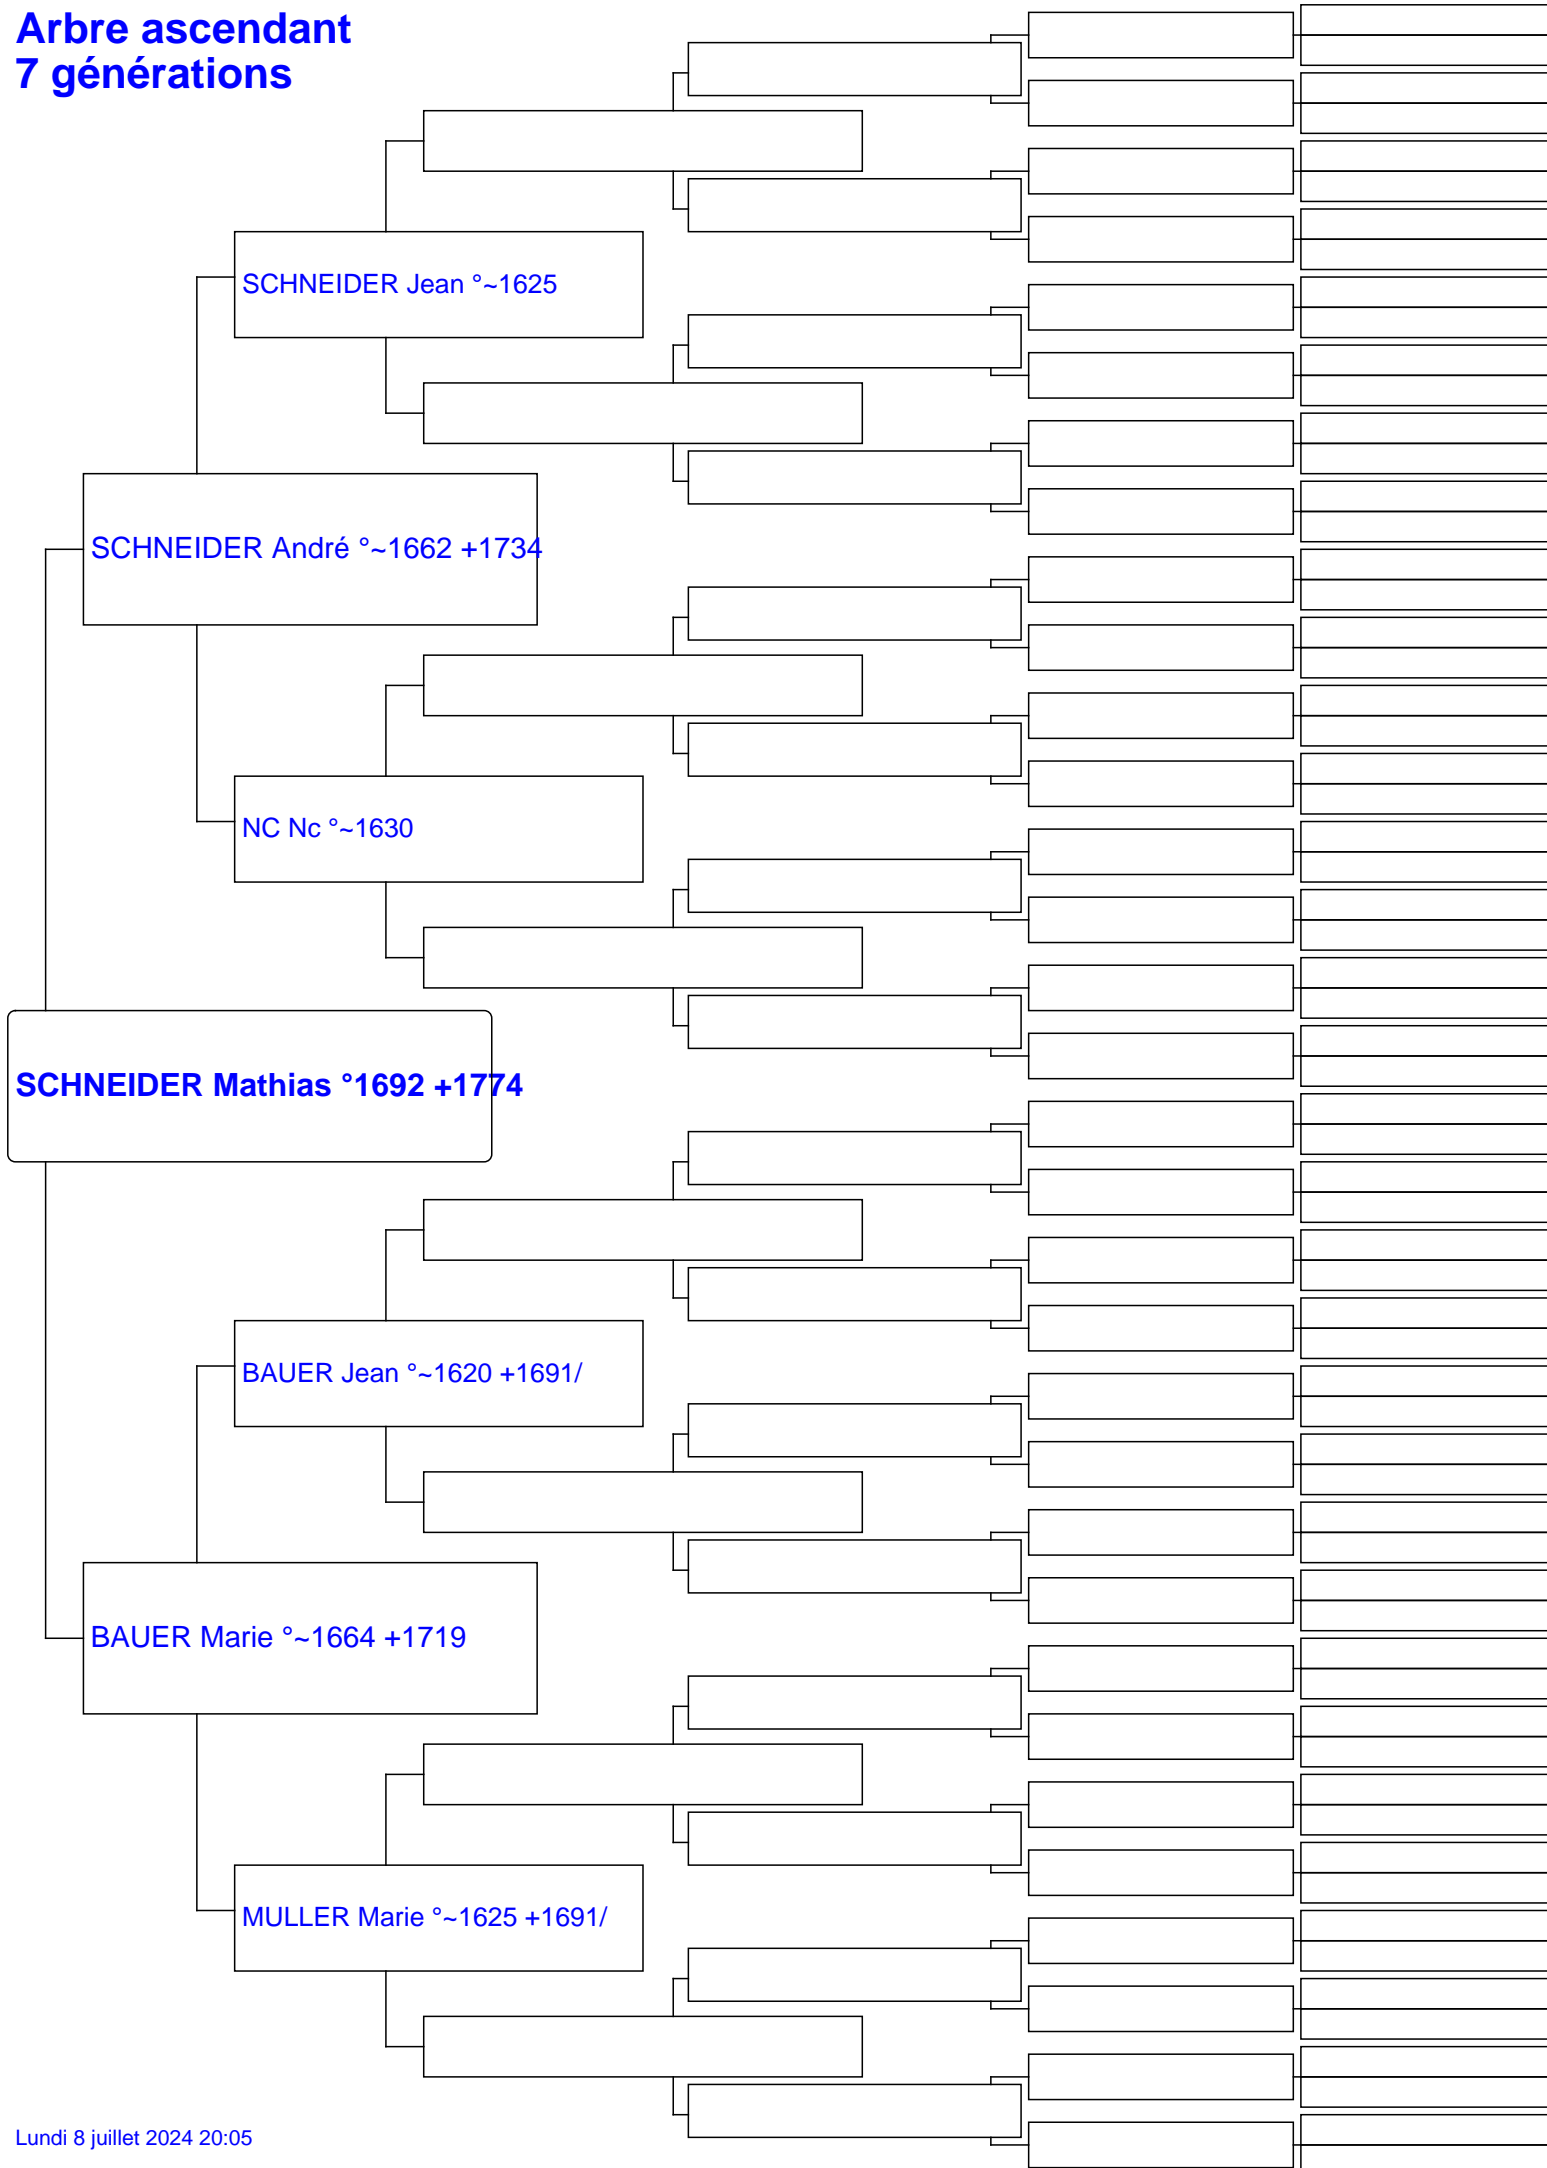 Arbre ascendant
7 générations
SCHNEIDER Jean °~1625
SCHNEIDER André °~1662 +1734
NC Nc °~1630
SCHNEIDER Mathias °1692 +1774
BAUER Jean °~1620 +1691/
BAUER Marie °~1664 +1719
MULLER Marie °~1625 +1691/
Lundi 8 juillet 2024 20:05